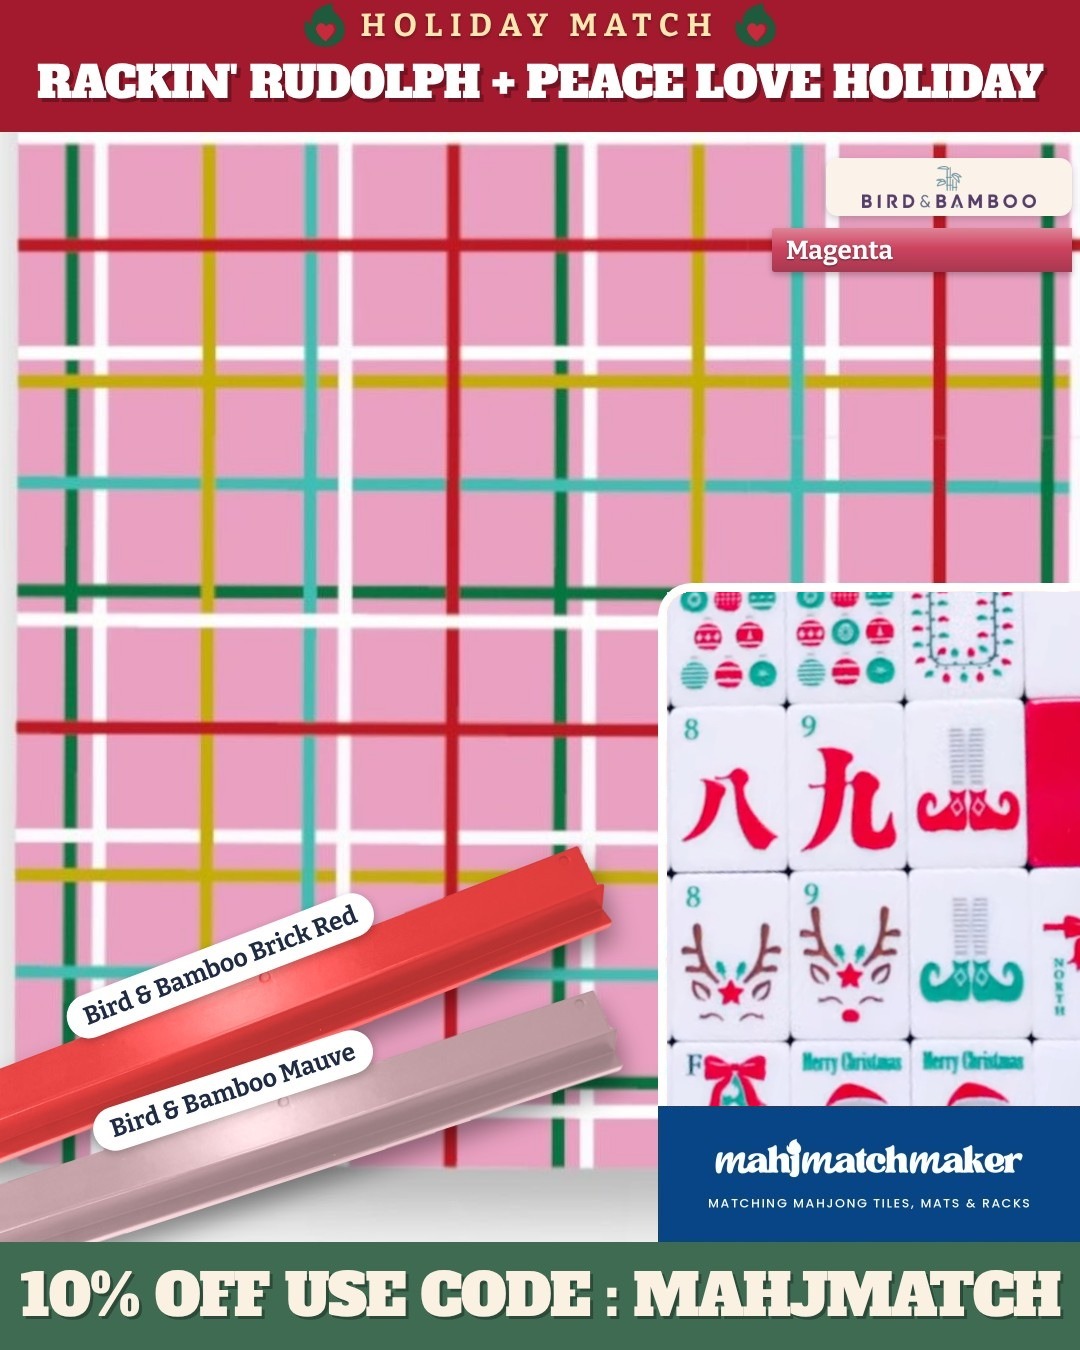 HOLIDAY MATCH
RACKIN' RUDOLPH + PEACE LOVE HOLIDAY
BIRD & BAMBOO
Magenta
8
八
9
九
8
9
NORTH
F
Merry Christmas
Merry Christmas
Bird & Bamboo Brick Red
Bird & Bamboo Mauve
mahjmatchmaker
MATCHING MAHJONG TILES, MATS & RACKS
10% OFF USE CODE : MAHJMATCH